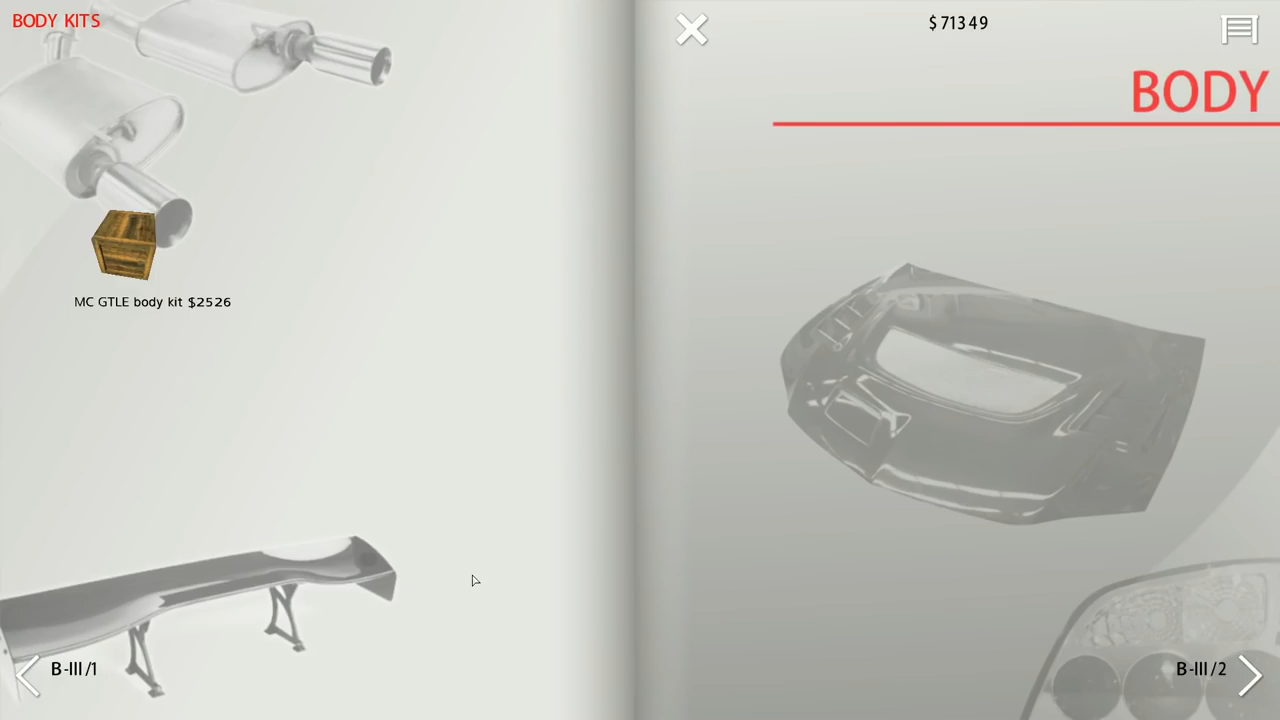 BODY KITS
$71349
BODY
MC GTLE body kit $2526
B-III/1
B-III/2